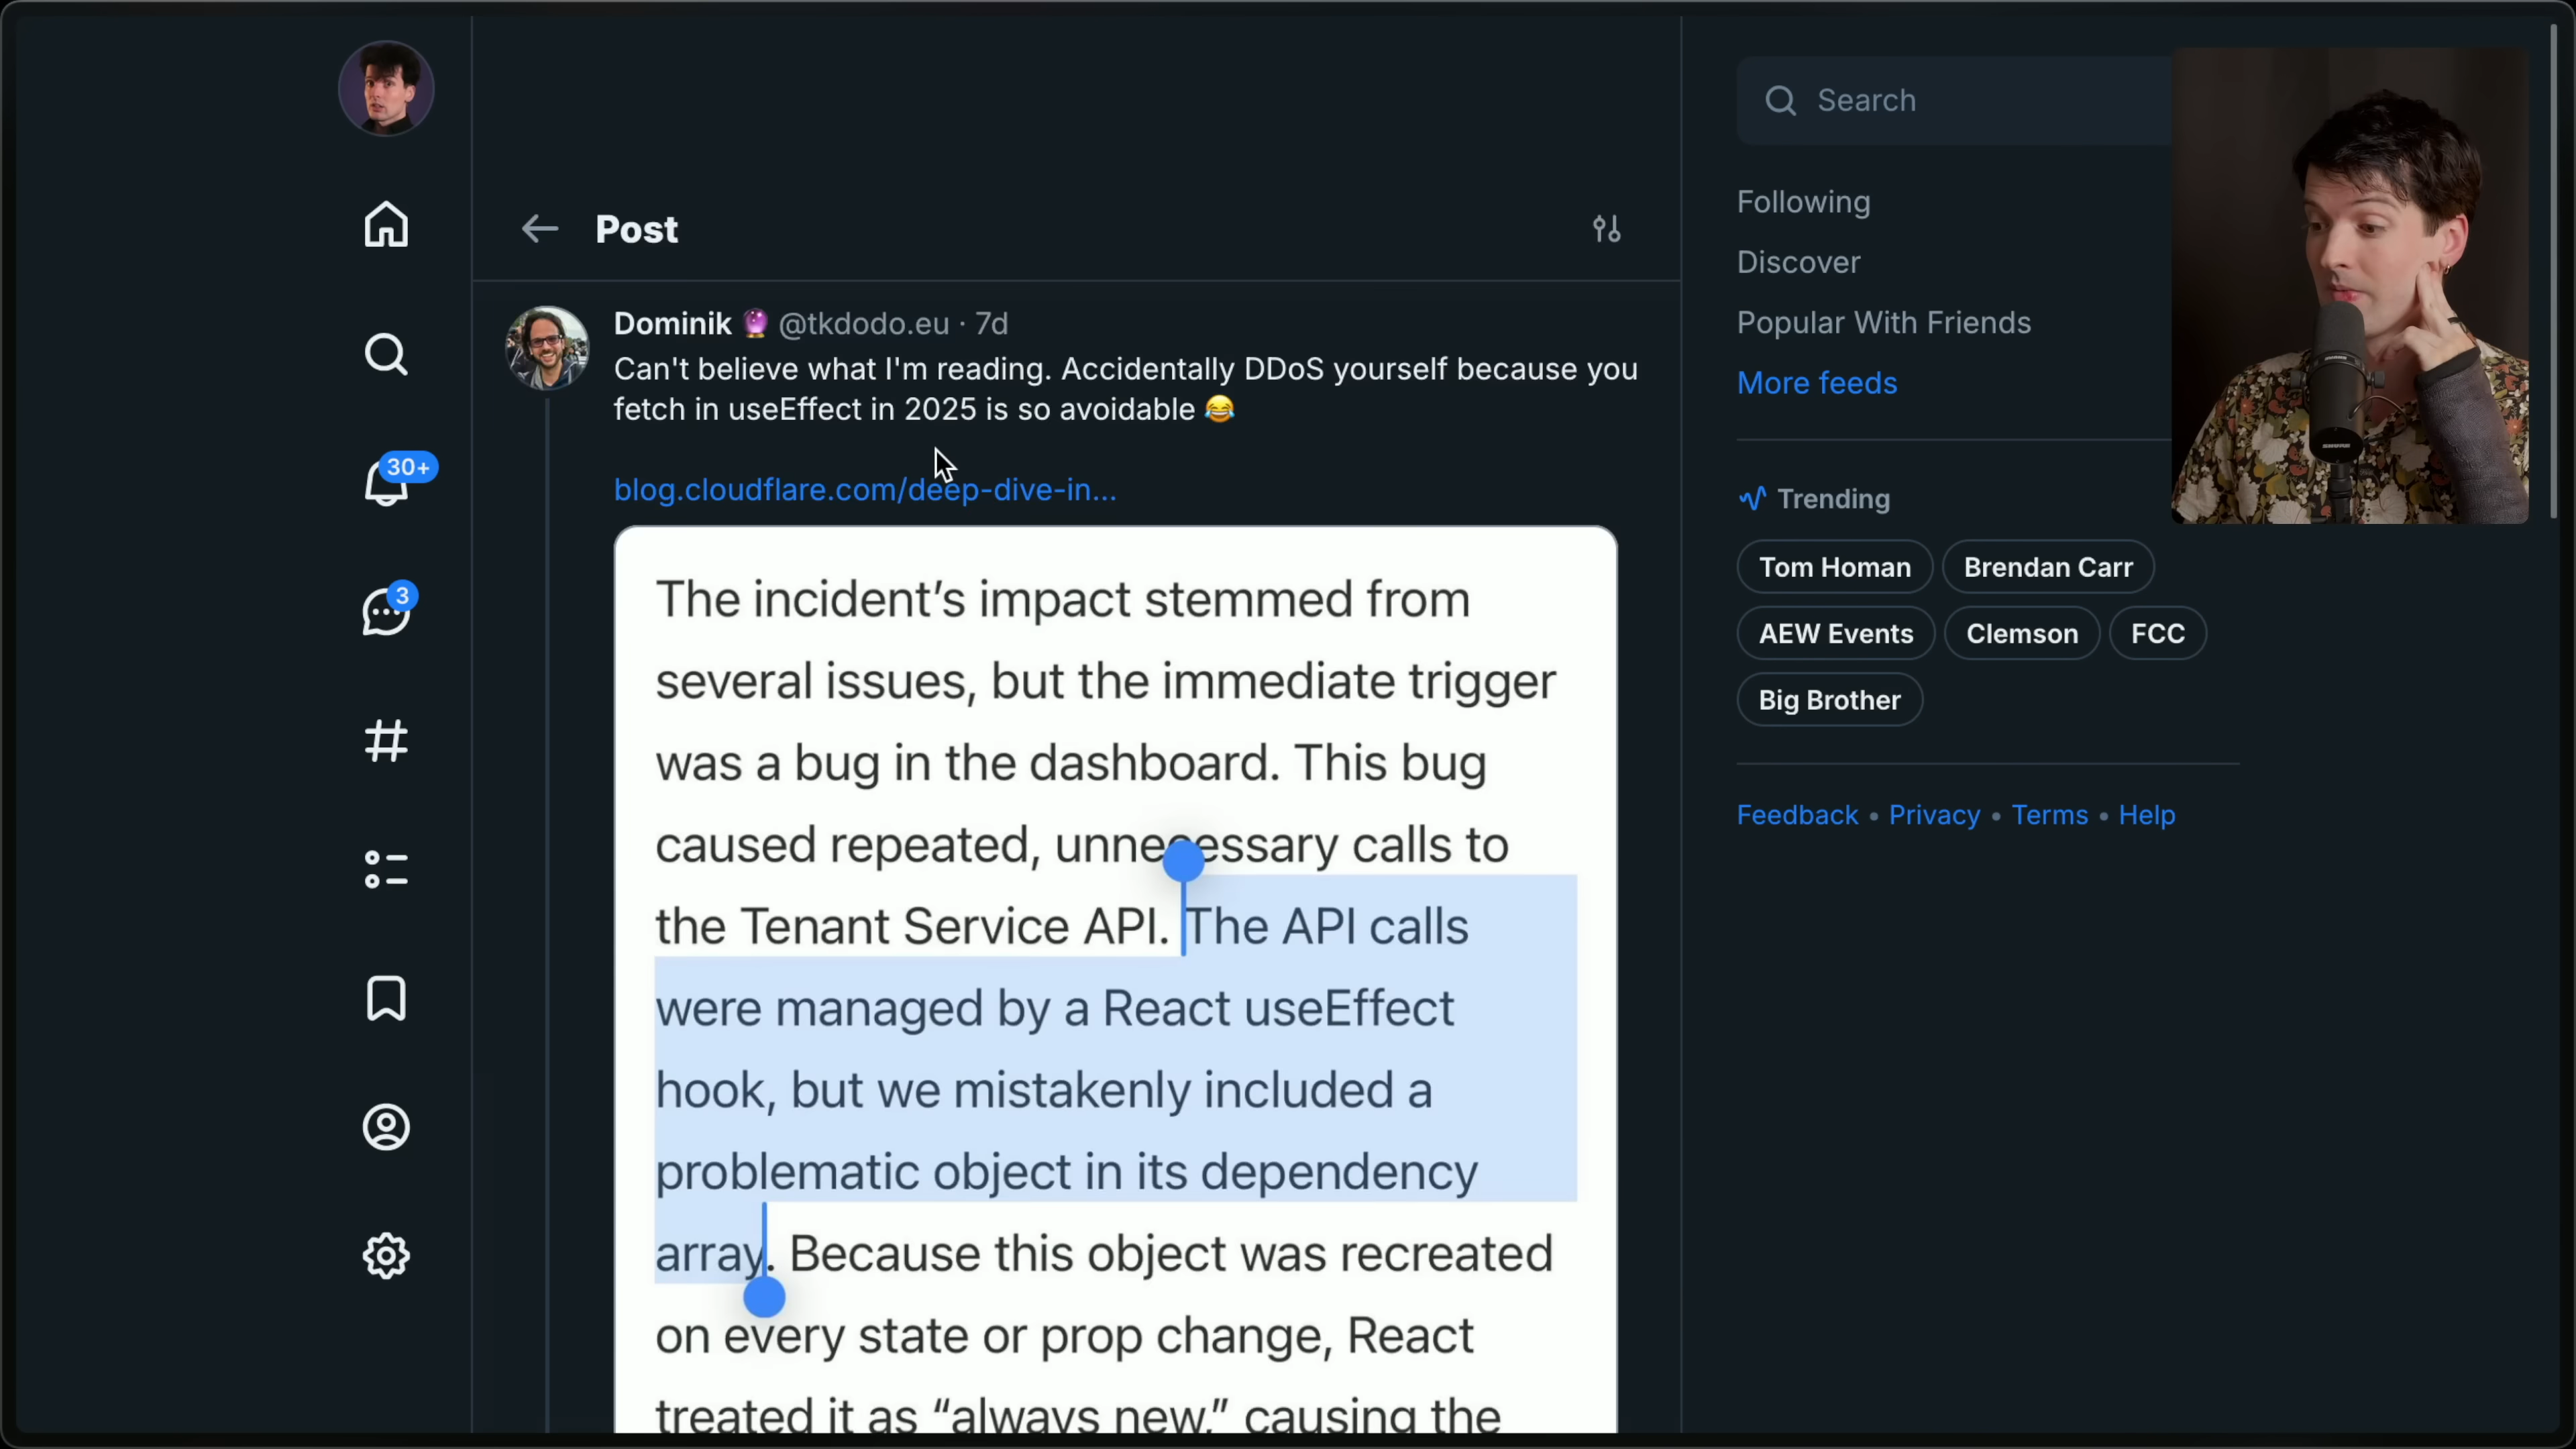 Post
Dominik 🔮 @tkdodo.eu · 7d
Can't believe what I'm reading. Accidentally DDoS yourself because you
fetch in useEffect in 2025 is so avoidable 😂
blog.cloudflare.com/deep-dive-in...
The incident’s impact stemmed from
several issues, but the immediate trigger
was a bug in the dashboard. This bug
caused repeated, unnecessary calls to
the Tenant Service API. The API calls
were managed by a React useEffect
hook, but we mistakenly included a
problematic object in its dependency
array. Because this object was recreated
on every state or prop change, React
treated it as “always new,” causing the
30+
3
Search
Following
Discover
Popular With Friends
More feeds
Trending
Tom Homan
Brendan Carr
AEW Events
Clemson
FCC
Big Brother
Feedback • Privacy • Terms • Help